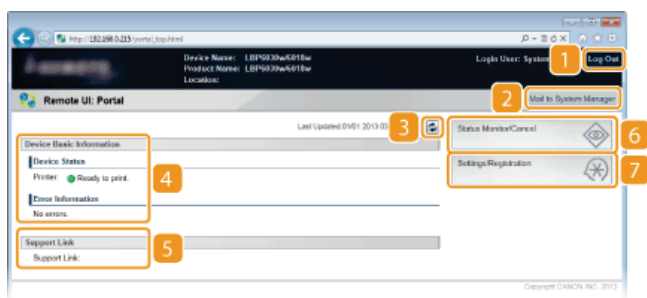 http://192.168.0.215/portal_top.html
Device Name: LBP6030w/6018w
Product Name: LBP6030w/6018w
Location:
Login User: System
1
Log Out
Remote UI: Portal
2
Mail to System Manager
Last Updated 01/01 2013 03
3
Device Basic Information
Device Status
Printer: Ready to print.
4
Error Information
No errors.
Support Link
5
Support Link:
Status Monitor/Cancel
6
Settings/Registration
7
Copyright CANON INC. 2013